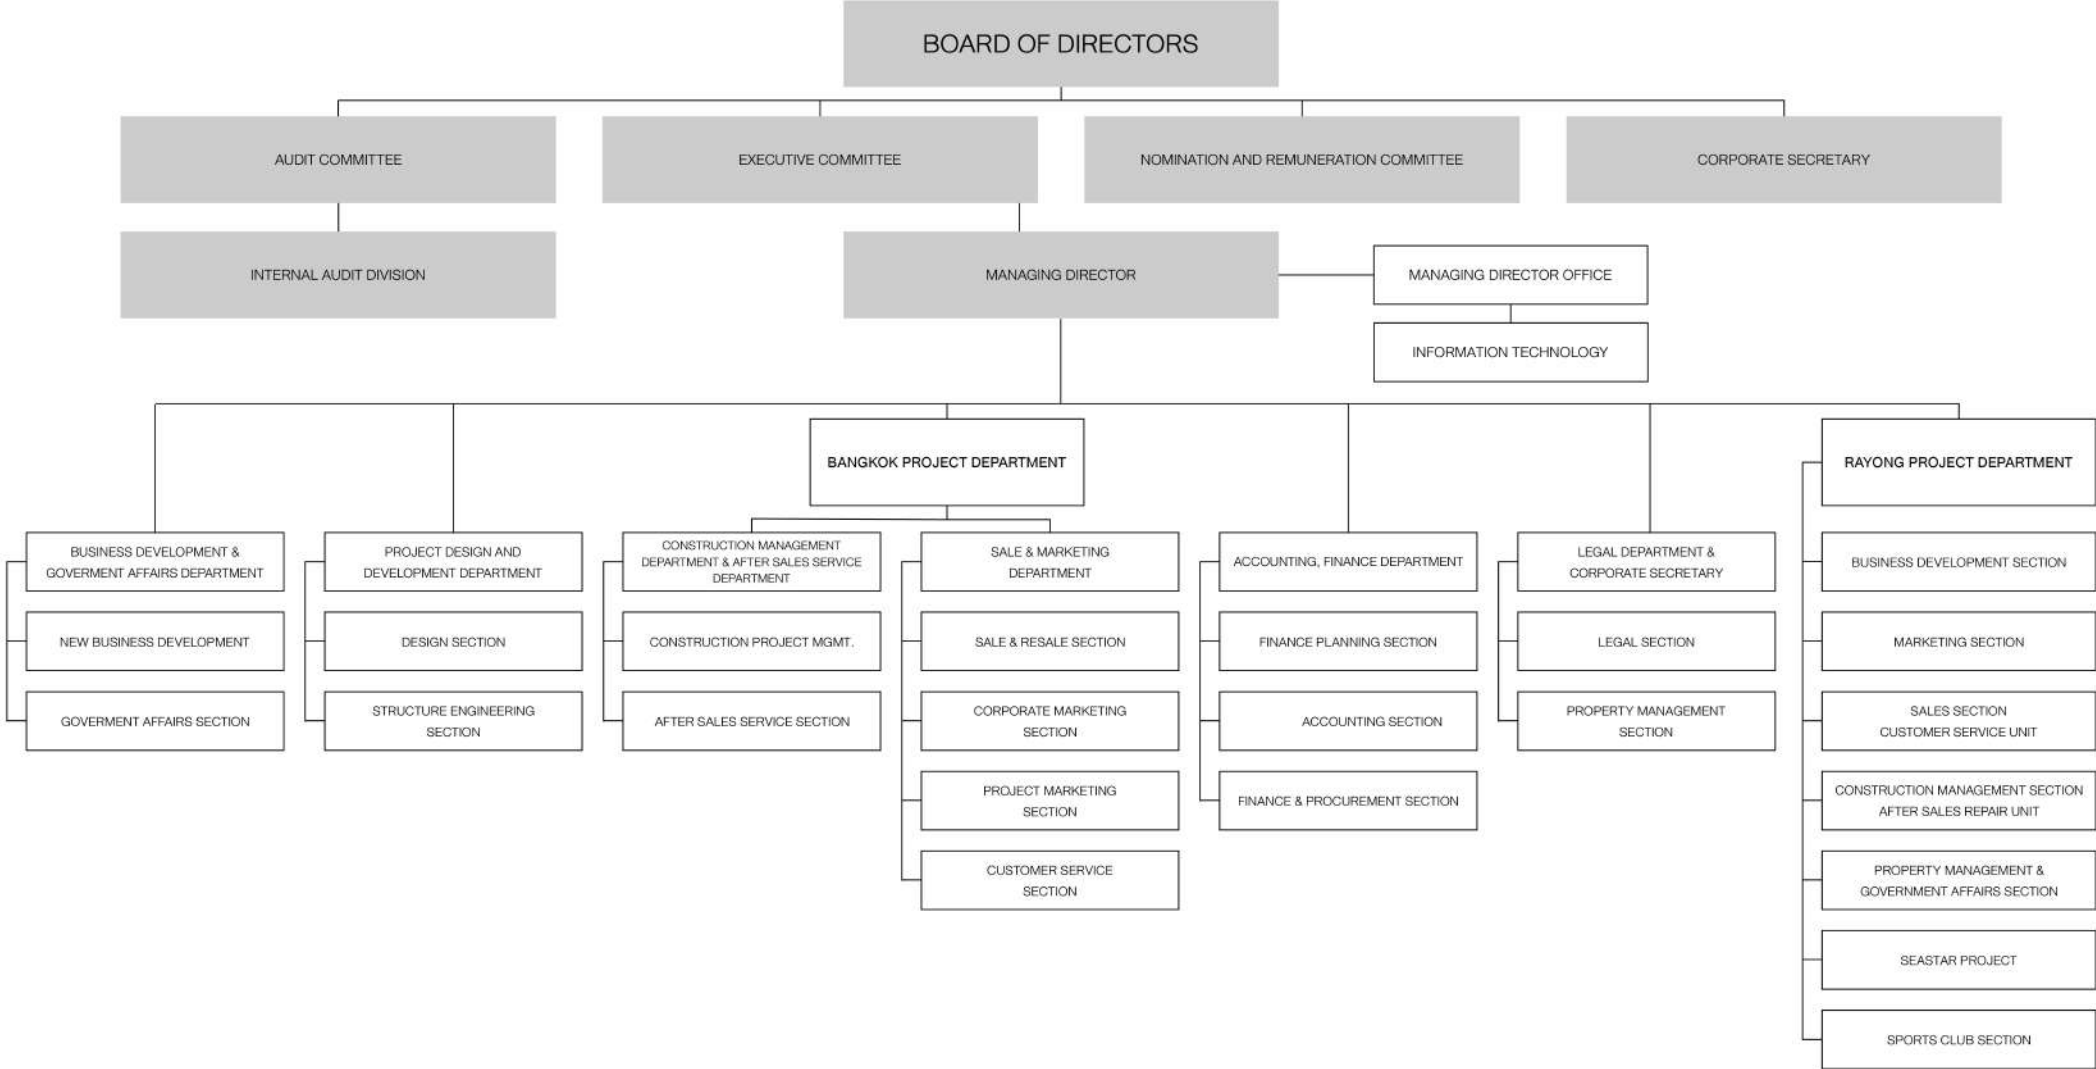 BOARD OF DIRECTORS
AUDIT COMMITTEE
EXECUTIVE COMMITTEE
NOMINATION AND REMUNERATION COMMITTEE
CORPORATE SECRETARY
INTERNAL AUDIT DIVISION
MANAGING DIRECTOR
MANAGING DIRECTOR OFFICE
INFORMATION TECHNOLOGY
BANGKOK PROJECT DEPARTMENT
RAYONG PROJECT DEPARTMENT
BUSINESS DEVELOPMENT &
GOVERMENT AFFAIRS DEPARTMENT
NEW BUSINESS DEVELOPMENT
GOVERMENT AFFAIRS SECTION
PROJECT DESIGN AND
DEVELOPMENT DEPARTMENT
DESIGN SECTION
STRUCTURE ENGINEERING
SECTION
CONSTRUCTION MANAGEMENT
DEPARTMENT & AFTER SALES SERVICE
DEPARTMENT
CONSTRUCTION PROJECT MGMT.
AFTER SALES SERVICE SECTION
SALE & MARKETING
DEPARTMENT
SALE & RESALE SECTION
CORPORATE MARKETING
SECTION
PROJECT MARKETING
SECTION
CUSTOMER SERVICE
SECTION
ACCOUNTING, FINANCE DEPARTMENT
FINANCE PLANNING SECTION
ACCOUNTING SECTION
FINANCE & PROCUREMENT SECTION
LEGAL DEPARTMENT &
CORPORATE SECRETARY
LEGAL SECTION
PROPERTY MANAGEMENT
SECTION
BUSINESS DEVELOPMENT SECTION
MARKETING SECTION
SALES SECTION
CUSTOMER SERVICE UNIT
CONSTRUCTION MANAGEMENT SECTION
AFTER SALES REPAIR UNIT
PROPERTY MANAGEMENT &
GOVERNMENT AFFAIRS SECTION
SEASTAR PROJECT
SPORTS CLUB SECTION